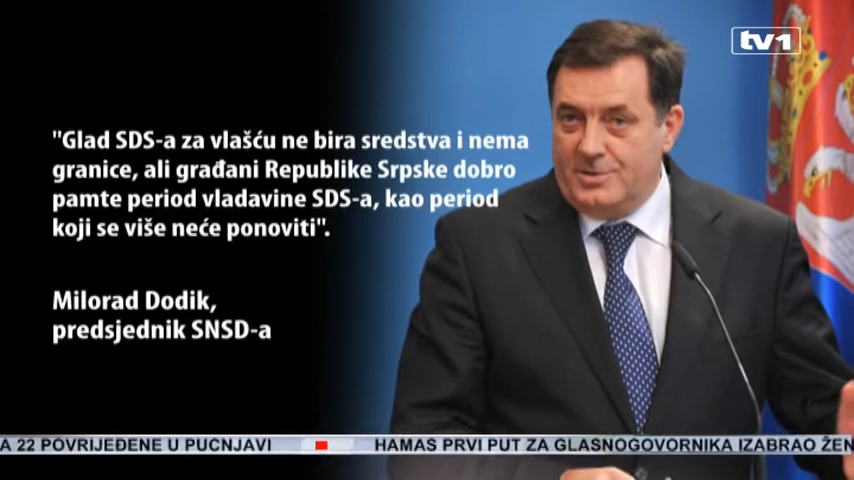 tv1
"Glad SDS-a za vlašću ne bira sredstva i nema
granice, ali građani Republike Srpske dobro
pamte period vladavine SDS-a, kao period
koji se više neće ponoviti".
Milorad Dodik,
predsjednik SNSD-a
A 22 POVRIJEĐENE U PUCNJAVI HAMAS PRVI PUT ZA GLASNOGOVORNIKA IZABRAO ŽEN